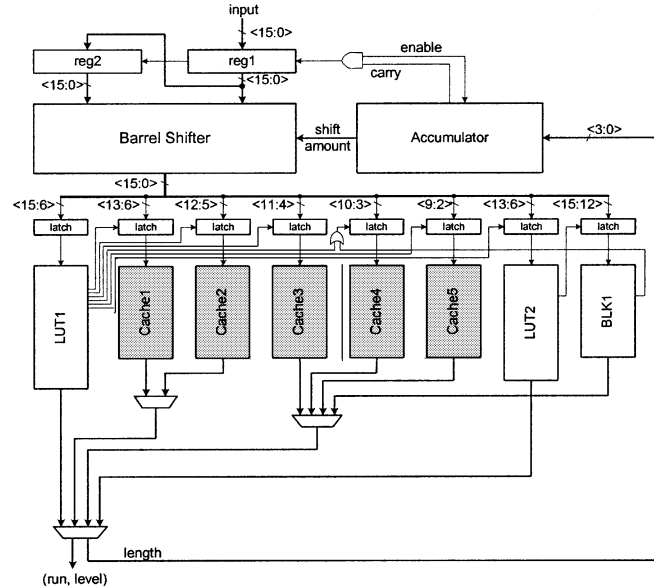 input
<15:0>
enable
reg2
reg1
carry
<15:0>
<15:0>
Barrel Shifter
shift
amount
Accumulator
<3:0>
<15:0>
<15:6>
<13:6>
<12:5>
<11:4>
<10:3>
<9:2>
<13:6>
<15:12>
latch
latch
latch
latch
latch
latch
latch
latch
LUT1
Cache1
Cache2
Cache3
Cache4
Cache5
LUT2
BLK1
length
(run, level)